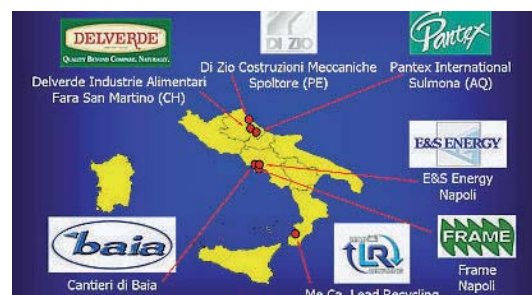 DELVERDE
QUALITY BEYOND COMPARE, NATURALLY.
DI ZIO
Pantex
Delverde Industrie Alimentari
Fara San Martino (CH)
Di Zio Costruzioni Meccaniche
Spoltore (PE)
Pantex International
Sulmona (AQ)
E&S ENERGY
E&S Energy
Napoli
baia
Cantieri di Baia
LR
Me.Ca. Lead Recycling
FRAME
Frame
Napoli